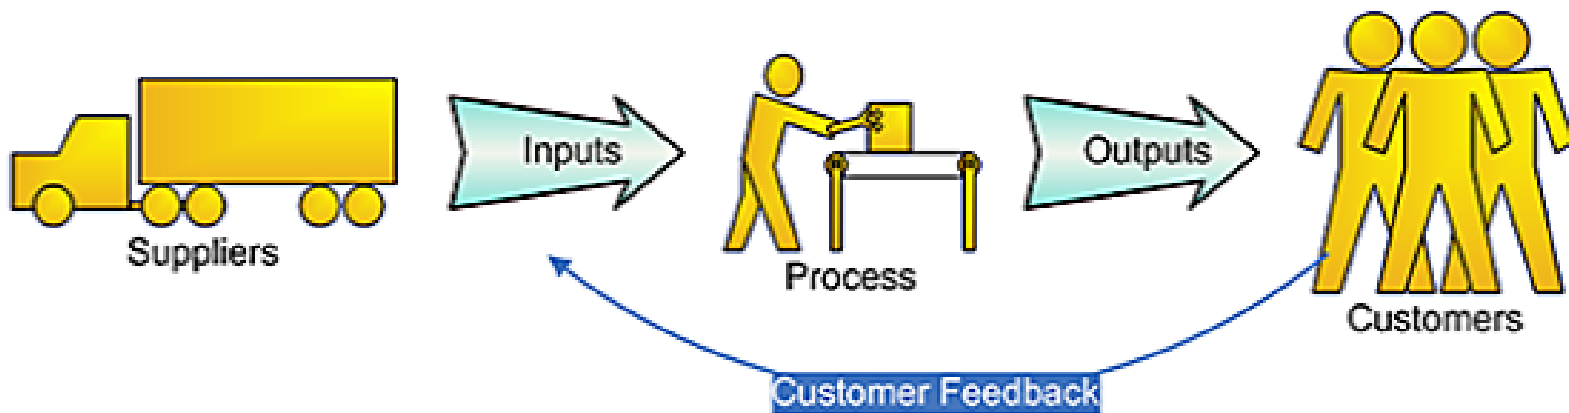 Suppliers
Inputs
Process
Outputs
Customers
Customer Feedback